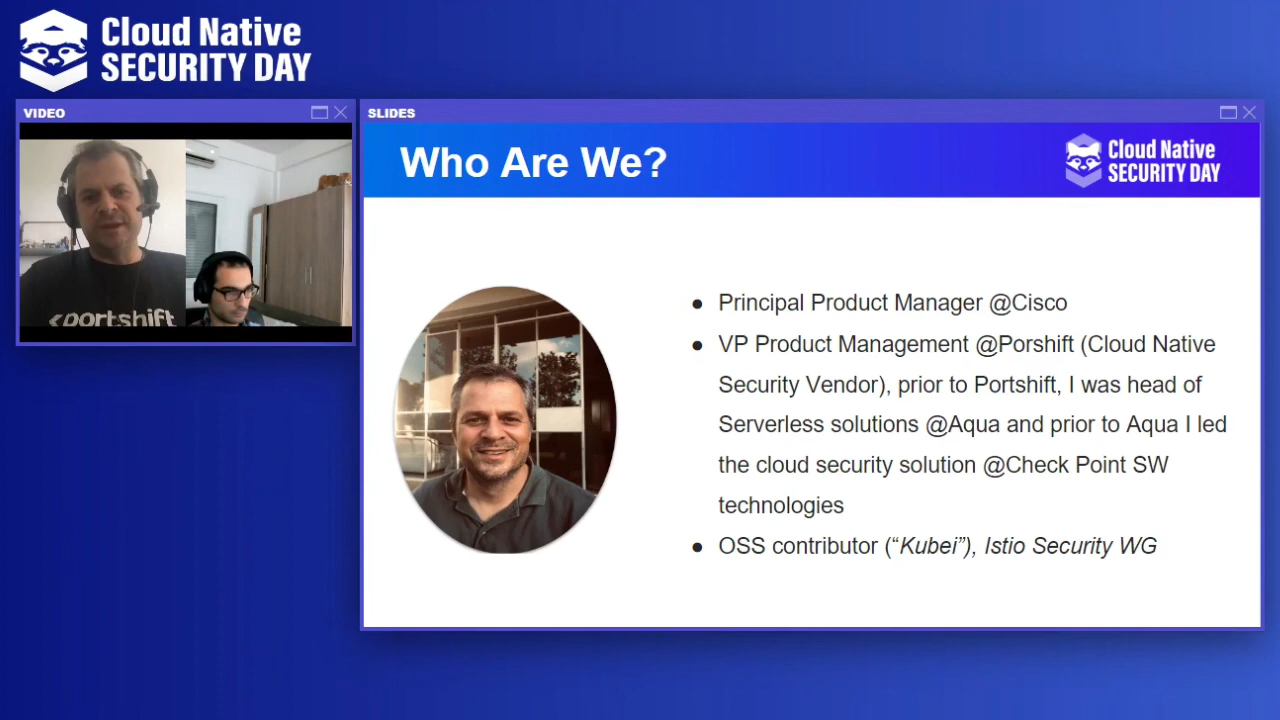 Cloud Native
SECURITY DAY
VIDEO
portshift
SLIDES
Who Are We?
Cloud Native
SECURITY DAY
● Principal Product Manager @Cisco
● VP Product Management @Porshift (Cloud Native
Security Vendor), prior to Portshift, I was head of
Serverless solutions @Aqua and prior to Aqua I led
the cloud security solution @Check Point SW
technologies
● OSS contributor (“Kubei”), Istio Security WG